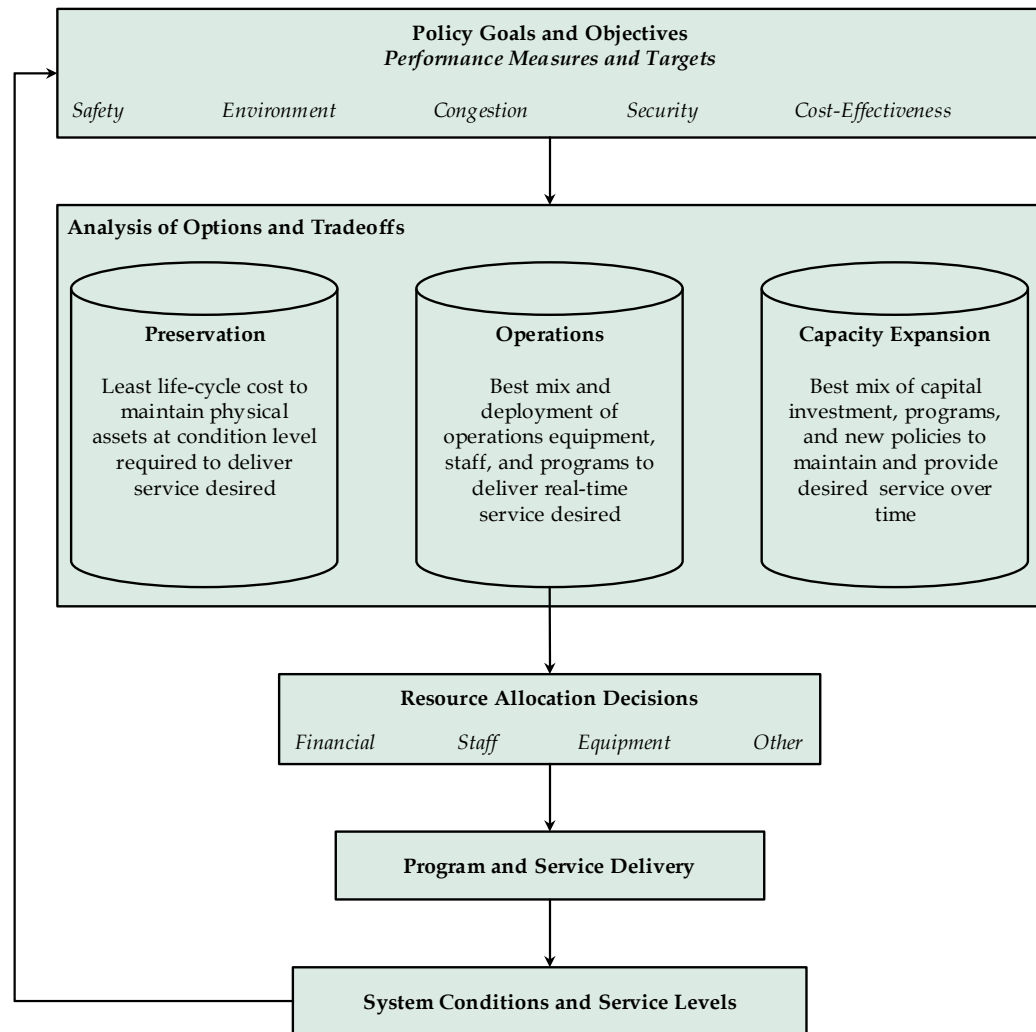 Policy Goals and Objectives
Performance Measures and Targets
Safety Environment Congestion Security Cost-Effectiveness
Analysis of Options and Tradeoffs
Preservation
Least life-cycle cost to
maintain physical
assets at condition level
required to deliver
service desired
Operations
Best mix and
deployment of
operations equipment,
staff, and programs to
deliver real-time
service desired
Capacity Expansion
Best mix of capital
investment, programs,
and new policies to
maintain and provide
desired service over
time
Resource Allocation Decisions
Financial Staff Equipment Other
Program and Service Delivery
System Conditions and Service Levels